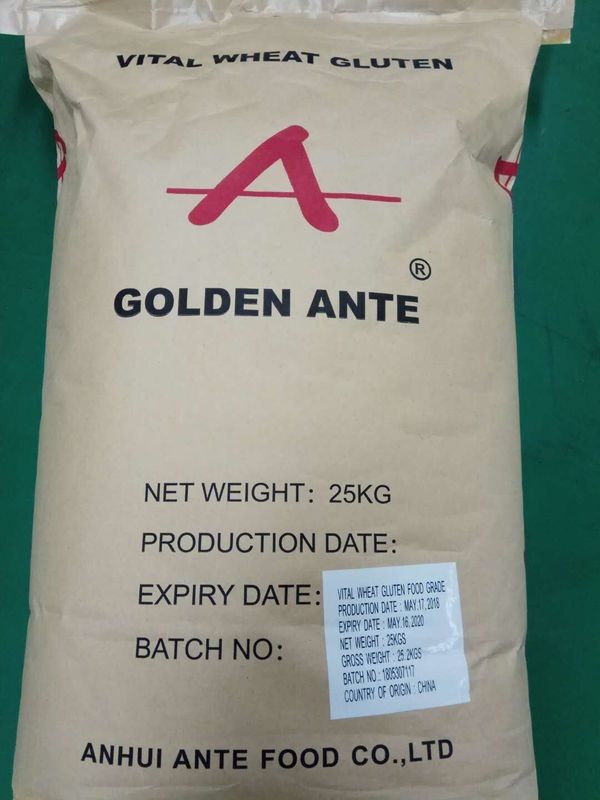 VITAL WHEAT GLUTEN
®
GOLDEN ANTE
NET WEIGHT: 25KG
PRODUCTION DATE:
EXPIRY DATE:
BATCH NO:
VITAL WHEAT GLUTEN FOOD GRADE
PRODUCTION DATE : MAY.17,2018
EXPIRY DATE : MAY.16,2020
NET WEIGHT : 25KGS
GROSS WEIGHT : 25.2KGS
BATCH NO.: 1805307117
COUNTRY OF ORIGIN : CHINA
ANHUI ANTE FOOD CO.,LTD